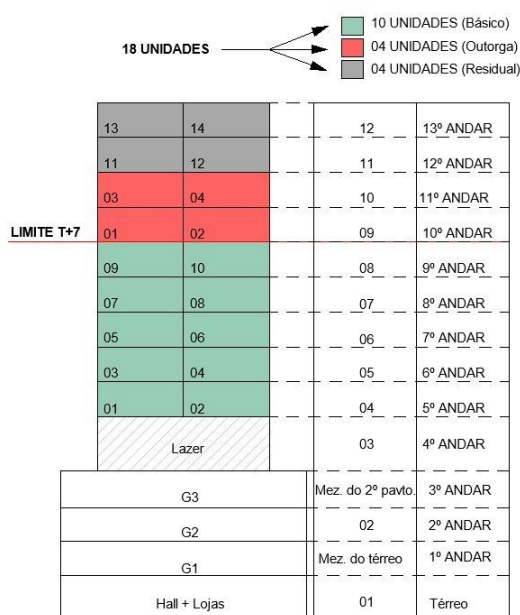 10 UNIDADES (Básico)
18 UNIDADES
04 UNIDADES (Outorga)
04 UNIDADES (Residual)
13 14 12 13º ANDAR
11 12 11 12º ANDAR
03 04 10 11º ANDAR
LIMITE T+7 01 02 09 10º ANDAR
09 10 08 9º ANDAR
07 08 07 8º ANDAR
05 06 06 7º ANDAR
03 04 05 6º ANDAR
01 02 04 5º ANDAR
Lazer 03 4º ANDAR
G3 Mez. do 2º pavto. 3º ANDAR
G2 02 2º ANDAR
G1 Mez. do térreo 1º ANDAR
Hall + Lojas 01 Térreo